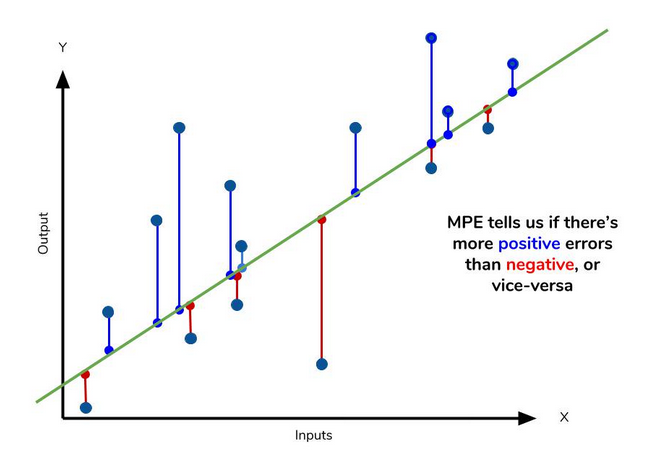 Y
Output
MPE tells us if there's
more positive errors
than negative, or
vice-versa
X
Inputs